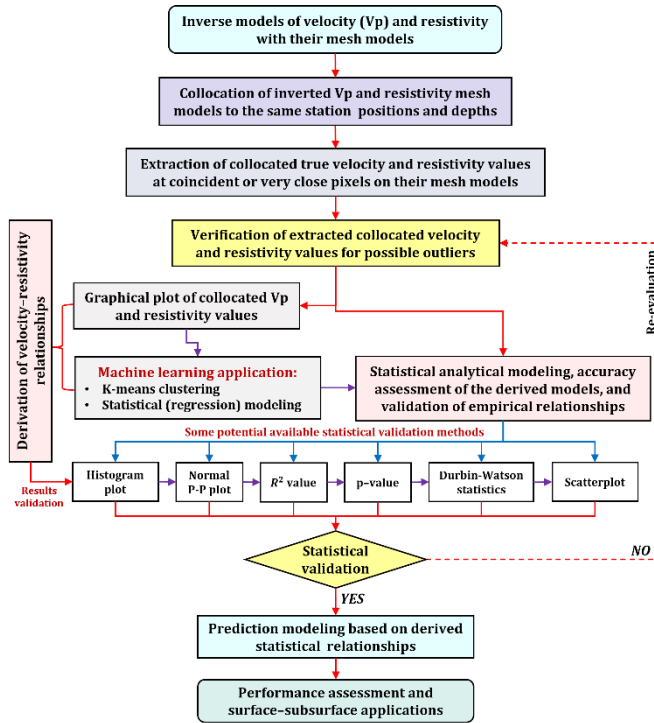 Inverse models of velocity (Vp) and resistivity
with their mesh models
Collocation of inverted Vp and resistivity mesh
models to the same station positions and depths
Extraction of collocated true velocity and resistivity values
at coincident or very close pixels on their mesh models
Verification of extracted collocated velocity
and resistivity values for possible outliers
Re-evaluation
Derivation of velocity–resistivity
relationships
Graphical plot of collocated Vp
and resistivity values
Machine learning application:
• K-means clustering
• Statistical (regression) modeling
Statistical analytical modeling, accuracy
assessment of the derived models, and
validation of empirical relationships
Some potential available statistical validation methods
Results
validation
Histogram
plot
Normal
P-P plot
R² value
p–value
Durbin-Watson
statistics
Scatterplot
Statistical
validation
NO
YES
Prediction modeling based on derived
statistical relationships
Performance assessment and
surface–subsurface applications